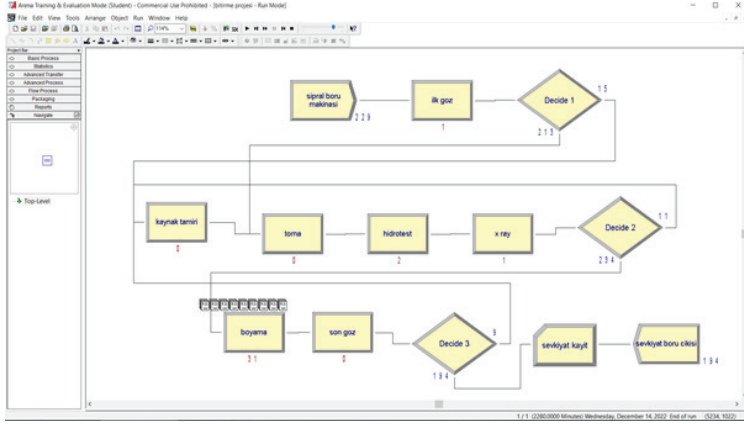 Arena Training & Evaluation Mode (Student) - Commercial Use Prohibited - [bitirme projesi - Run Mode]
File Edit View Tools Arrange Object Run Window Help
114%
Project Bar
Basic Process
Statistics
Advanced Transfer
Advanced Process
Flow Process
Packaging
Reports
Navigate
Top-Level
sipral boru
makinasi
229
ilk goz
1
Decide 1
15
213
kaynak tamiri
0
torna
0
hidrotest
2
x ray
1
Decide 2
11
234
boyama
31
son goz
0
Decide 3
9
194
sevkiyat kayit
sevkiyat boru cikisi
194
1 / 1 (2280.0000 Minutes) Wednesday, December 14, 2022 End of run (5234, 1022)